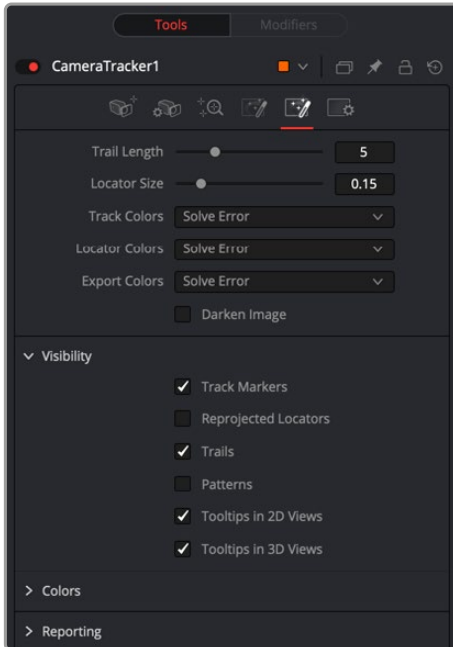 Tools Modifiers
CameraTracker1
Trail Length 5
Locator Size 0.15
Track Colors Solve Error
Locator Colors Solve Error
Export Colors Solve Error
Darken Image
Visibility
Track Markers
Reprojected Locators
Trails
Patterns
Tooltips in 2D Views
Tooltips in 3D Views
Colors
Reporting